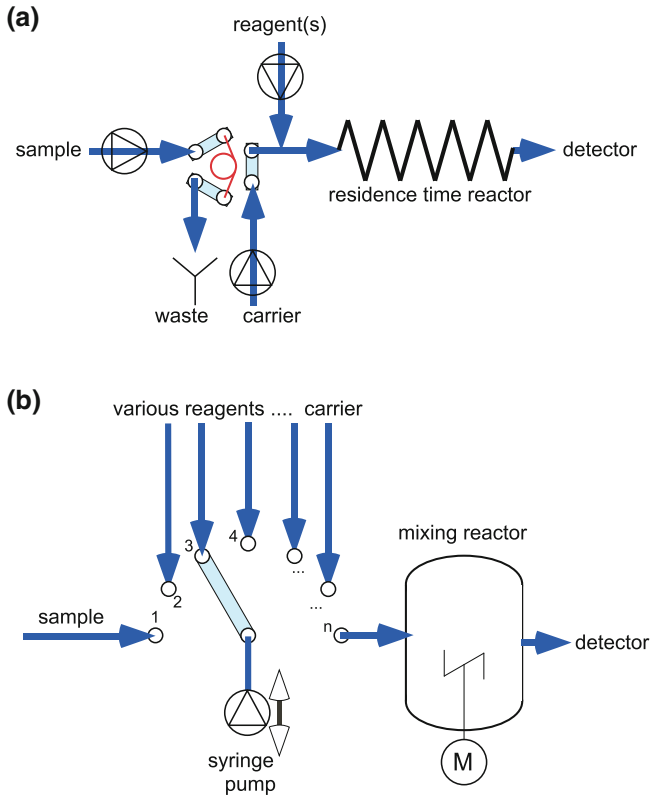 (a)
reagent(s)
sample
detector
residence time reactor
waste
carrier
(b)
various reagents .... carrier
mixing reactor
4
3
...
2
...
sample
1
n
detector
syringe
pump
M